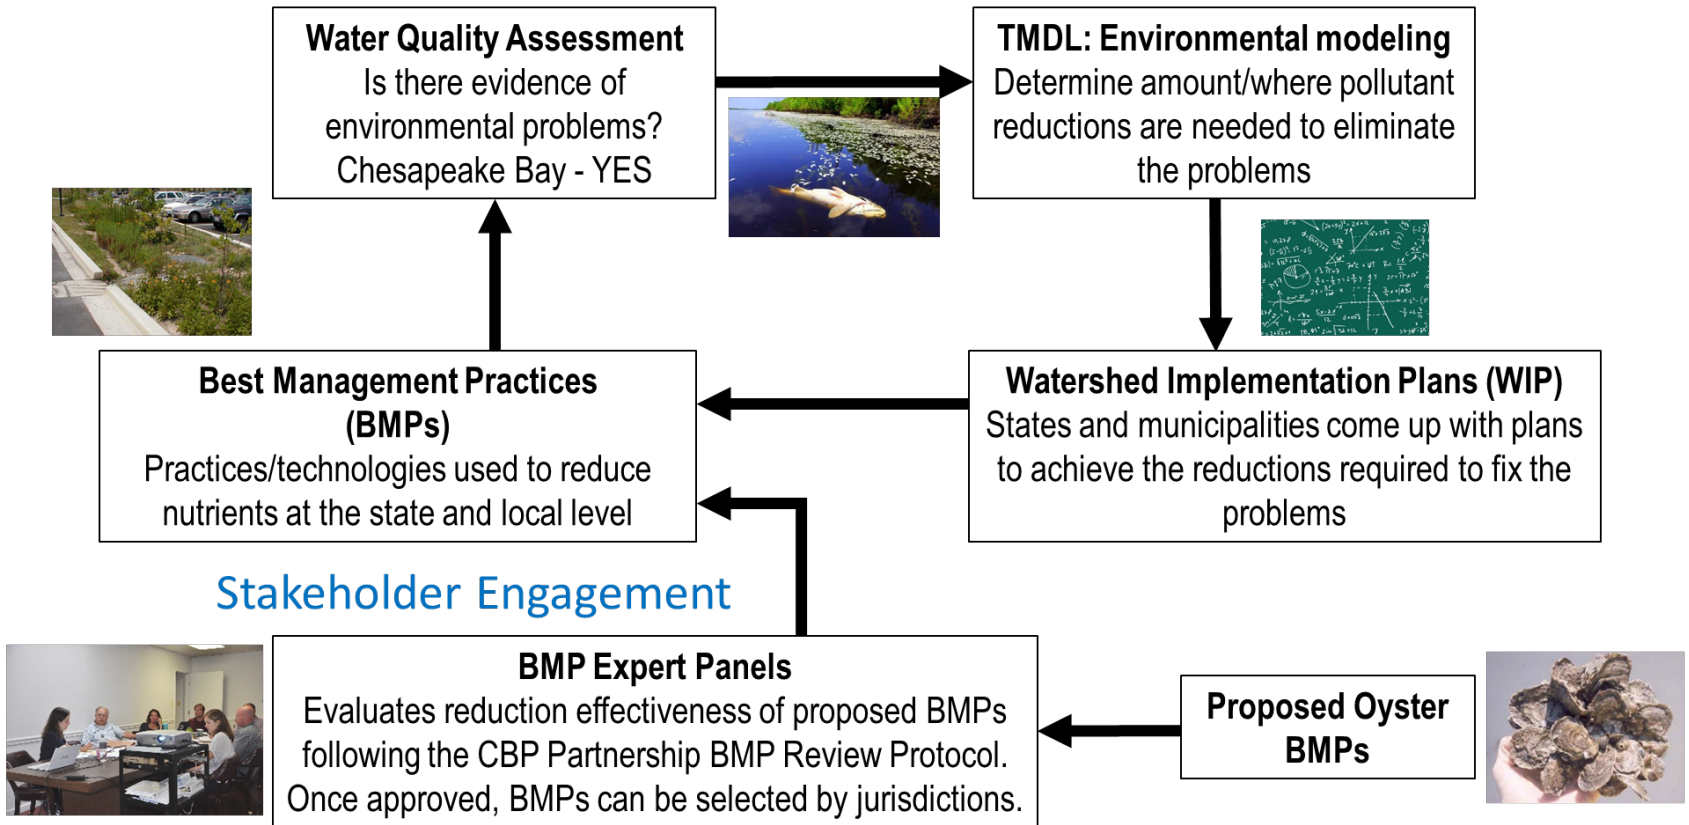 Water Quality Assessment
Is there evidence of
environmental problems?
Chesapeake Bay - YES
TMDL: Environmental modeling
Determine amount/where pollutant
reductions are needed to eliminate
the problems
Best Management Practices
(BMPs)
Practices/technologies used to reduce
nutrients at the state and local level
Watershed Implementation Plans (WIP)
States and municipalities come up with plans
to achieve the reductions required to fix the
problems
Stakeholder Engagement
BMP Expert Panels
Evaluates reduction effectiveness of proposed BMPs
following the CBP Partnership BMP Review Protocol.
Once approved, BMPs can be selected by jurisdictions.
Proposed Oyster
BMPs